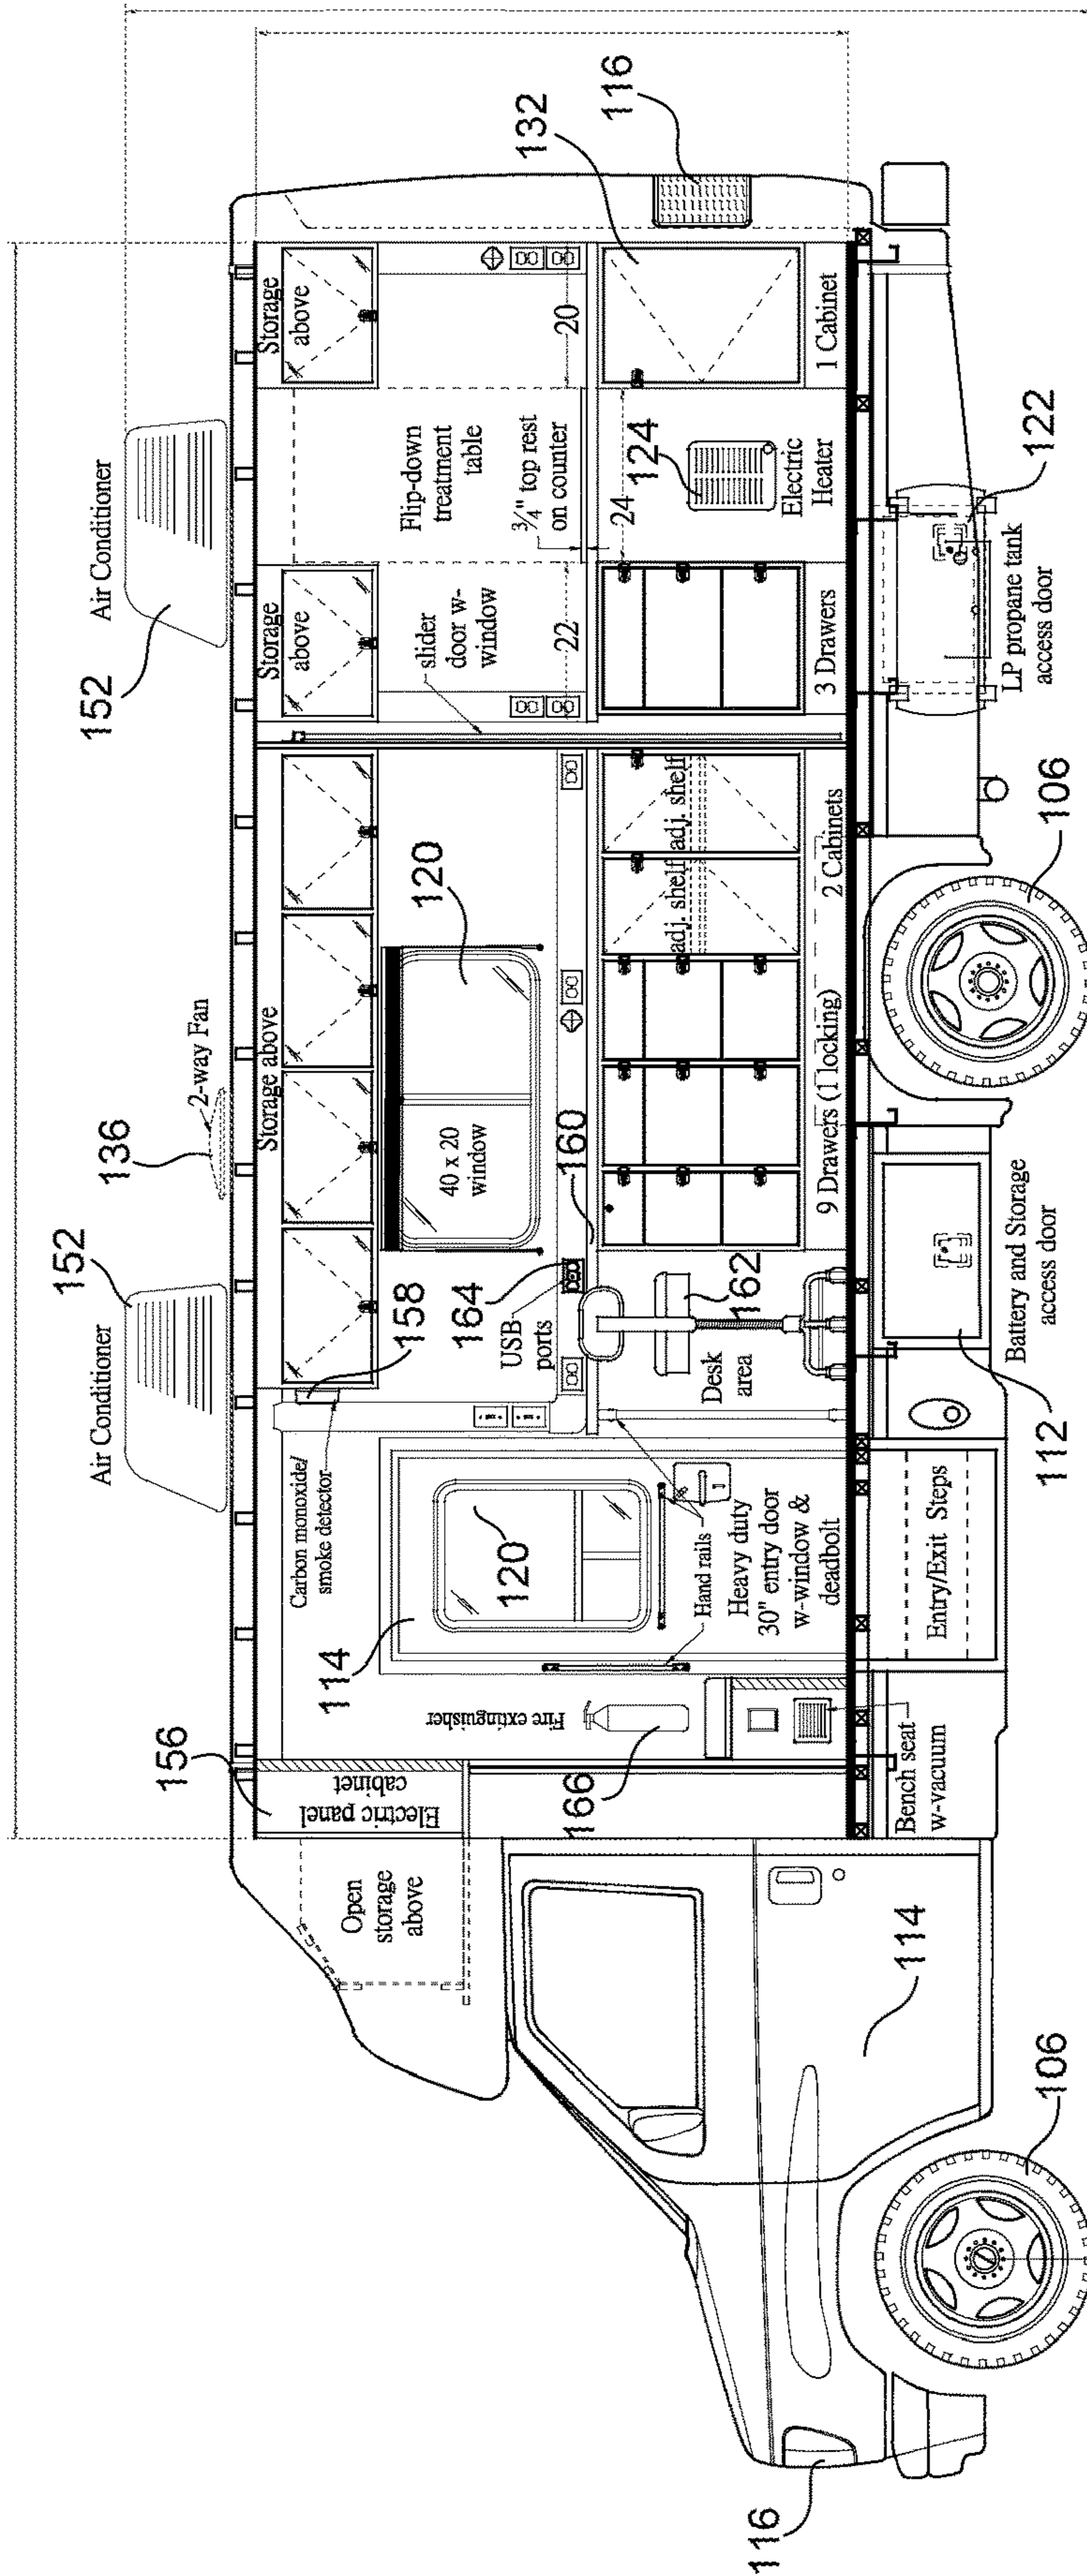 Air Conditioner
152
136
2-way Fan
Air Conditioner
152
156
Electric panel
cabinet
Open
storage
above
Carbon monoxide/
smoke detector
158
Storage above
Storage
above
Storage
above
114
120
164
USB
ports
40 x 20
window
120
160
slider
door w-
window
Flip-down
treatment
table
3/4" top rest
on counter
22
24
20
132
116
Fire extinguisher
166
Hand rails
Heavy duty
30" entry door
w-window &
deadbolt
Desk
area
162
adj. shelf
adj. shelf
9 Drawers (1 locking)
2 Cabinets
3 Drawers
124
Electric
Heater
1 Cabinet
Bench seat
w-vacuum
Entry/Exit Steps
112
Battery and Storage
access door
106
LP propane tank
access door
122
114
106
116